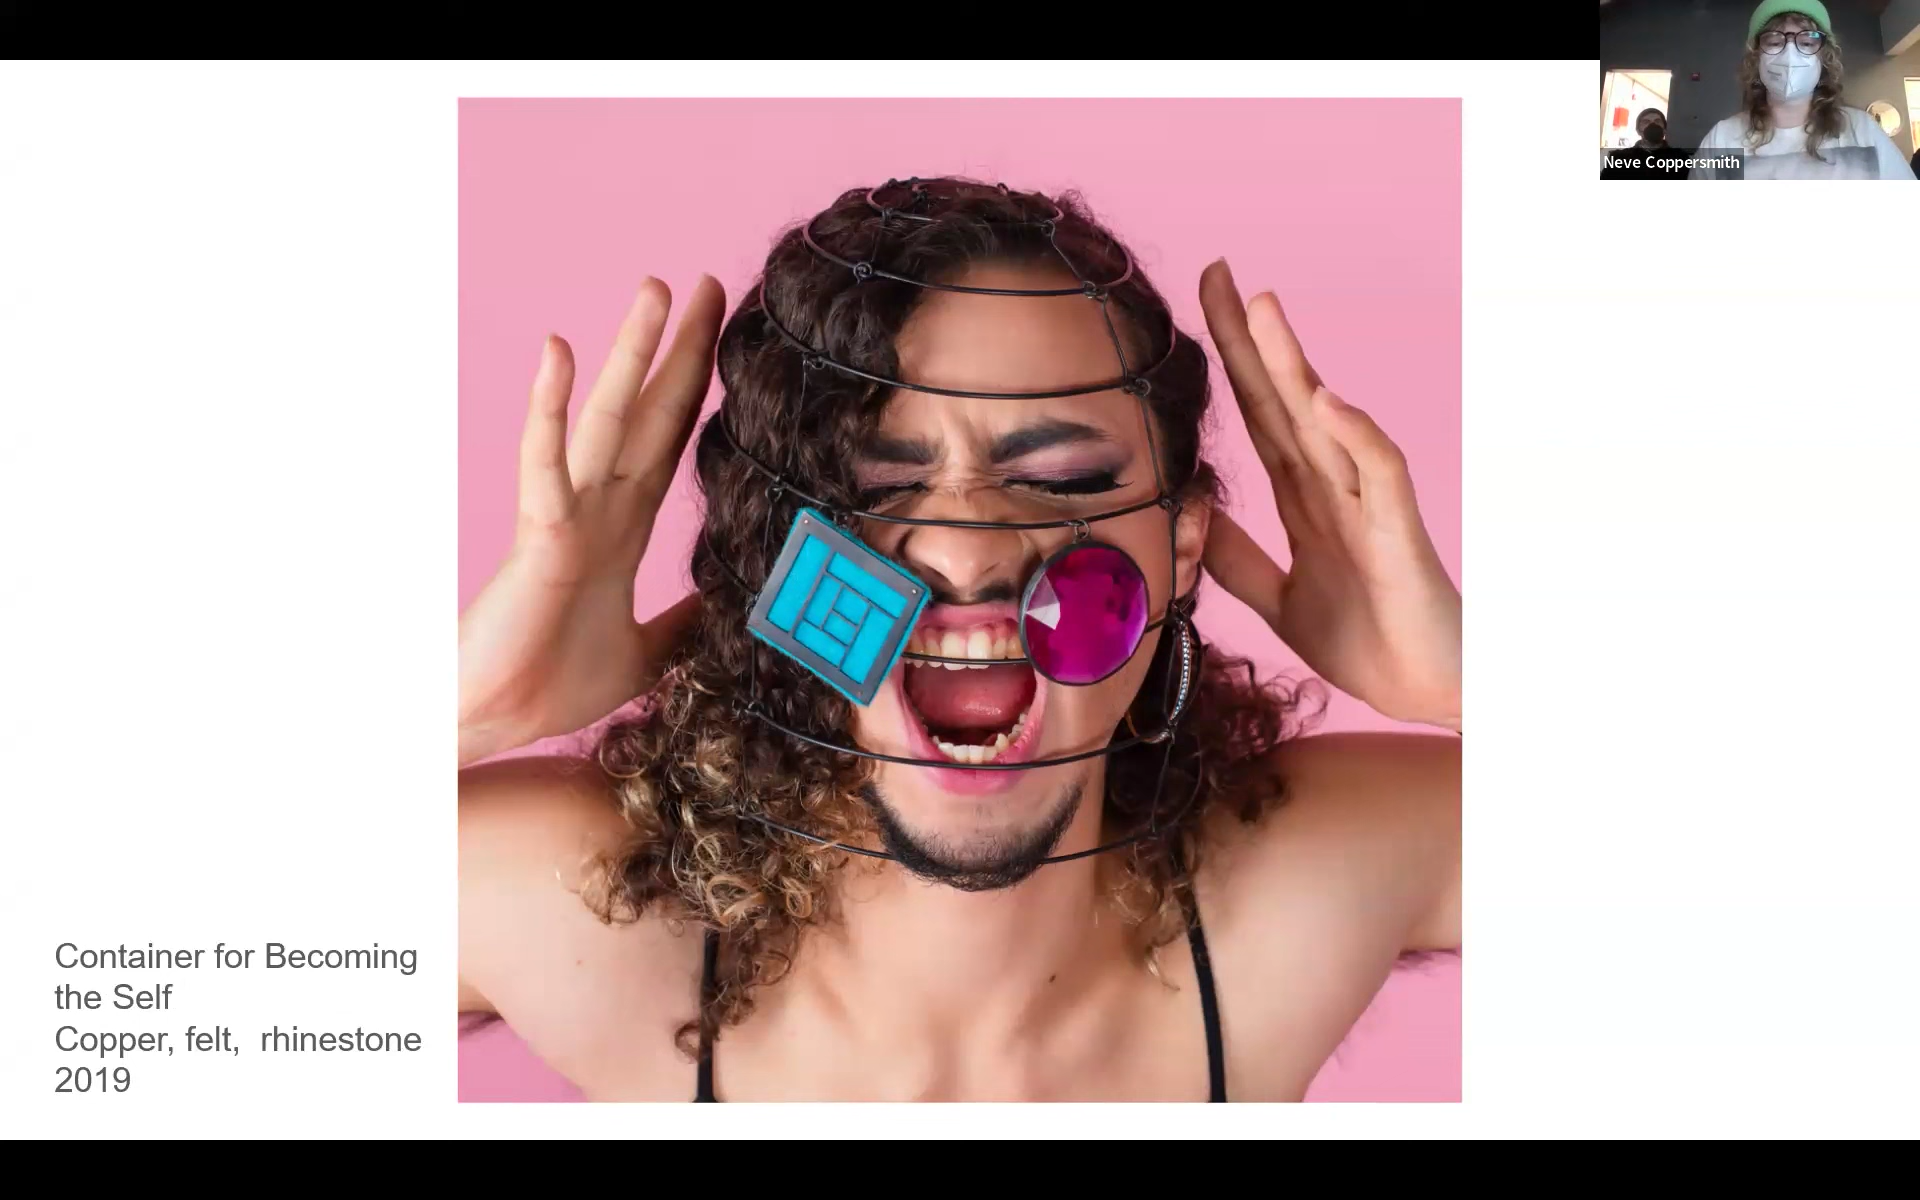 Neve Coppersmith
Container for Becoming
the Self
Copper, felt,  rhinestone
2019